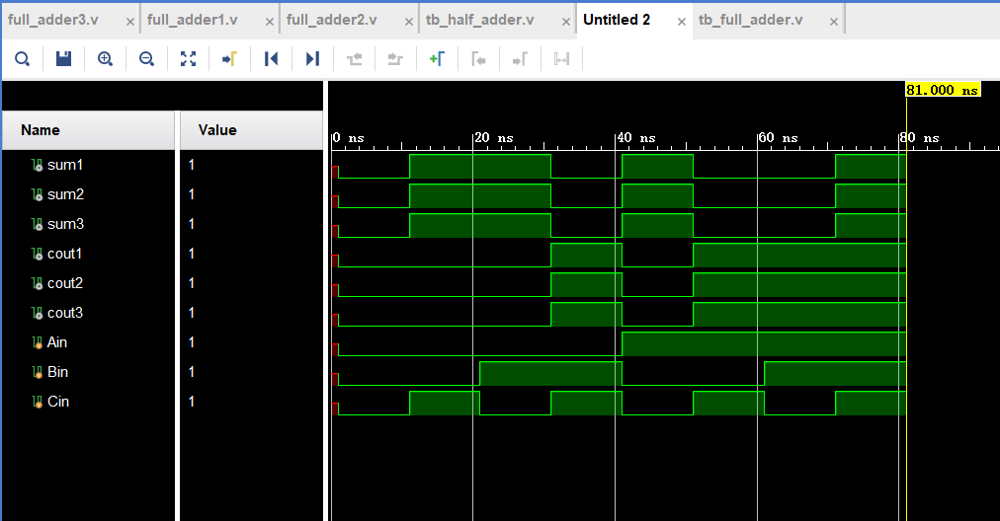 full_adder3.v × full_adder1.v × full_adder2.v × tb_half_adder.v × Untitled 2 × tb_full_adder.v ×
81.000 ns
Name Value 0 ns 20 ns 40 ns 60 ns 80 ns
sum1 1
sum2 1
sum3 1
cout1 1
cout2 1
cout3 1
Ain 1
Bin 1
Cin 1